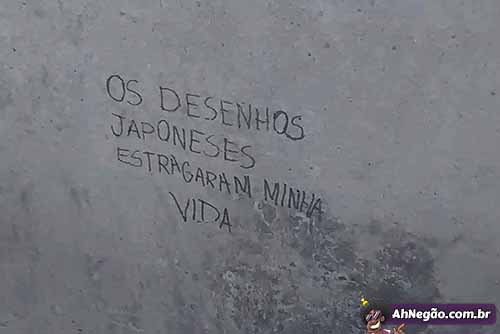 OS DESENHOS
JAPONESES
ESTRAGARAM MINHA
VIDA
AhNegão.com.br